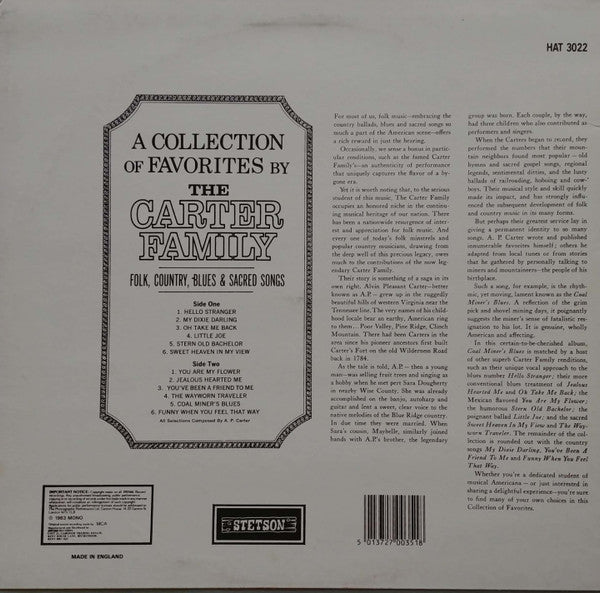 HAT 3022
A COLLECTION
OF FAVORITES BY
THE
CARTER
FAMILY
FOLK, COUNTRY, BLUES & SACRED SONGS
Side One
1. HELLO STRANGER
2. MY DIXIE DARLING
3. OH TAKE ME BACK
4. LITTLE JOE
5. STERN OLD BACHELOR
6. SWEET HEAVEN IN MY VIEW
Side Two
1. YOU ARE MY FLOWER
2. JEALOUS HEARTED ME
3. YOU'VE BEEN A FRIEND TO ME
4. THE WAYWORN TRAVELER
5. COAL MINER'S BLUES
6. FUNNY WHEN YOU FEEL THAT WAY
All Selections Composed By A. P. Carter
For most of us, folk music—embracing the
country ballads, blues and sacred songs so
much a part of the American scene—offers
a rich reward in just the hearing.
Occasionally, we sense a bonus in partic-
ular conditions, such as the famed Carter
Family's—an authenticity of performance
that uniquely captures the flavor of a by-
gone era.
Yet it is worth noting that, to the serious
student of this music, The Carter Family
occupies an honored niche in the constitut-
ing musical heritage of our nation. There
has been a nationwide resurgence of inter-
est and appreciation for folk music. And
every one of today's folk minstrels and
popular country musicians, drawing from
the deep well of this precious legacy, owes
much to the contributions of the now leg-
endary Carter Family.
Their story is something of a saga in its
own right. Alvin Pleasant Carter—better
known as A.P.—grew up in the ruggedly
beautiful hills of western Virginia near the
Tennessee line. The very names of his child-
hood locale bear an earthy, American ring
to them... Poor Valley, Pine Ridge, Clinch
Mountain. There had been Carters in the
area since his pioneer ancestors first built
Carter's Fort on the old Wilderness Road
back in 1784.
As the tale is told, A.P.—then a young
man—was selling fruit trees and singing as
a hobby when he met pert Sara Dougherty
in nearby Wise County. She was already
accomplished on the banjo, autoharp and
guitar and lent a sweet, clear voice to the
native melodies of the Blue Ridge country.
In due time they were married. When
Sara's cousin, Maybelle, similarly joined
bands with A.P.'s brother, the legendary
group was born. Each couple, by the way,
had three children who also contributed as
performers and singers.
When the Carters began to record, they
performed the numbers that their moun-
tain neighbors found most popular—old
hymns and sacred gospel songs, regional
legends, sentimental ditties, and the lusty
ballads of railroading, hoboing and cow-
boys. Their musical style and skill quickly
made its impact, and has strongly influ-
enced the subsequent development of folk
and country music in its many forms.
But perhaps their greatest service lay in
giving a permanent identity to so many
songs. A. P. Carter wrote and published
innumerable favorites himself; others he
adapted from local tunes or from stories
that he gathered by personally talking to
miners and mountaineers—the people of his
birthplace.
Such a song, for example, is the rhyth-
mic, yet moving, lament known as the Coal
Miner's Blues. A reflection of the grim
pick and shovel mining days, it poignantly
suggests the miner's sense of fatalistic res-
ignation to his lot. It is genuine, wholly
American and affecting.
In this certain-to-be-cherished album,
Coal Miner's Blues is matched by a host
of other superb Carter Family conditions,
such as their unique vocal approach to the
blues number Hello Stranger; their more
conventional blues treatment of Jealous
Hearted Me and Oh Take Me Back; the
Mexican flavored You Are My Flower,
the humorous Stern Old Bachelor; the
poignant ballad Little Joe; and the sacred
Sweet Heaven In My View and The Way-
worn Traveler. The remainder of the col-
lection is rounded out with the country
songs My Dixie Darling, You've Been A
Friend To Me and Funny When You Feel
That Way.
Whether you're a dedicated student of
musical Americana—or just interested in
sharing a delightful experience—you're sure
to find many of your own choices in this
Collection of Favorites.
IMPORTANT NOTICE:
℗ 1963 MONO
MADE IN ENGLAND
STETSON
5 013727 003518